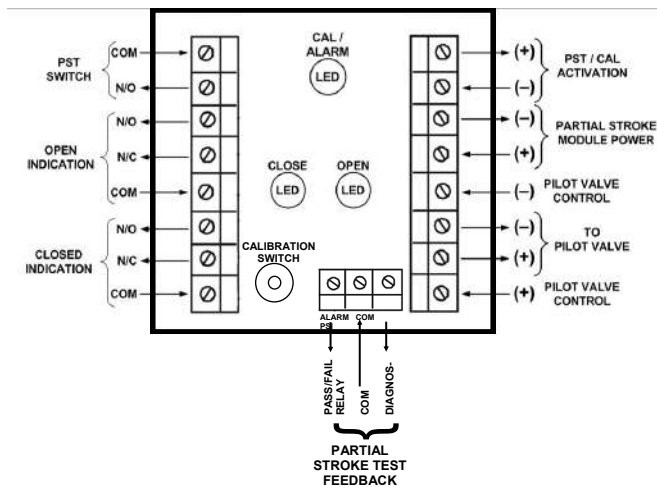 COM
PST
SWITCH
N/O
N/O
OPEN
INDICATION
N/C
COM
N/O
CLOSED
INDICATION
N/C
COM
CAL /
ALARM
LED
CLOSE
LED
OPEN
LED
CALIBRATION
SWITCH
ALARM COM
PS
(+)
PST / CAL
ACTIVATION
(−)
(−)
PARTIAL STROKE
MODULE POWER
(+)
(−) PILOT VALVE
CONTROL
(−)
TO
PILOT VALVE
(+)
(+) PILOT VALVE
CONTROL
PASS/FAIL
RELAY
COM
DIAGNOS-
PARTIAL
STROKE TEST
FEEDBACK